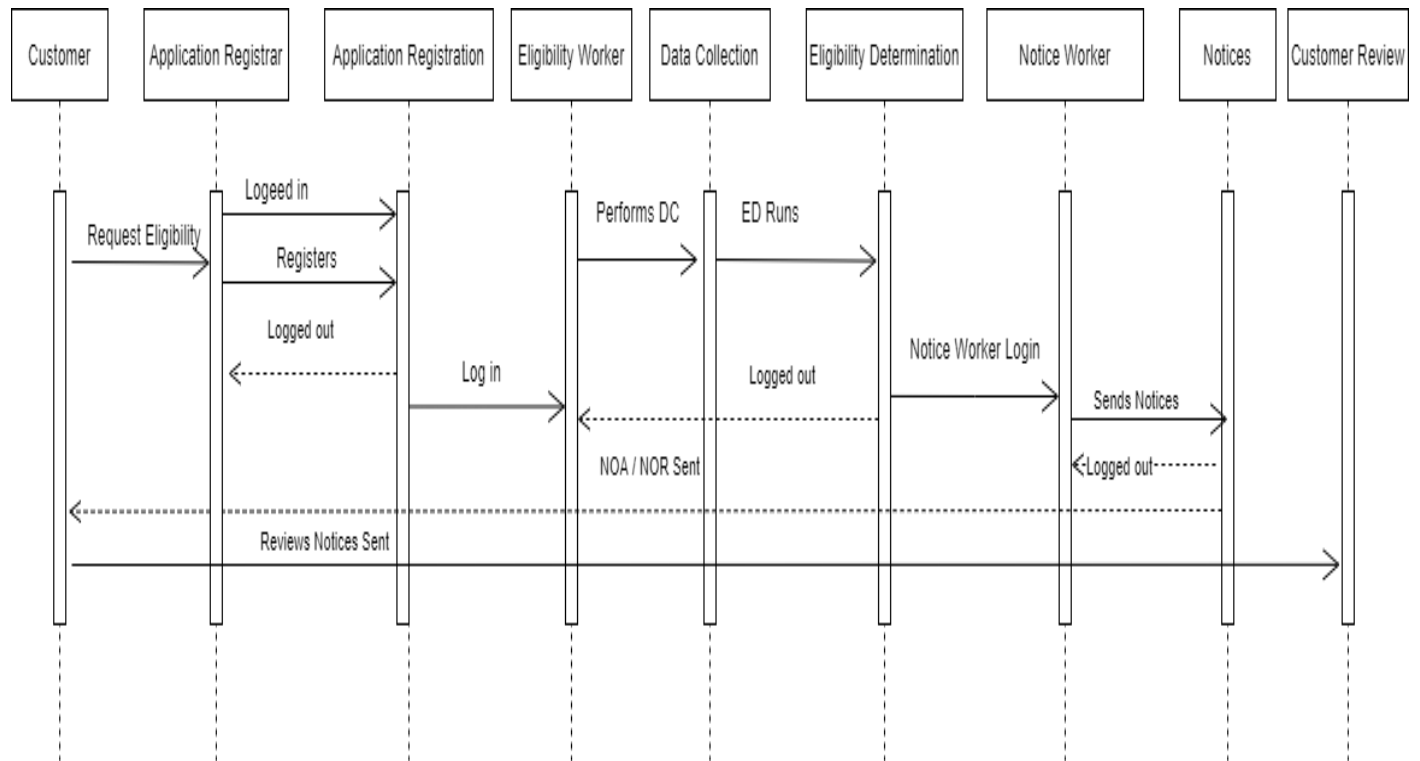 Customer
Application Registrar
Application Registration
Eligibility Worker
Data Collection
Eligibility Determination
Notice Worker
Notices
Customer Review
Logeed in
Performs DC
ED Runs
Request Eligibility
Registers
Logged out
Notice Worker Login
Log in
Logged out
Sends Notices
NOA / NOR Sent
Logged out
Reviews Notices Sent